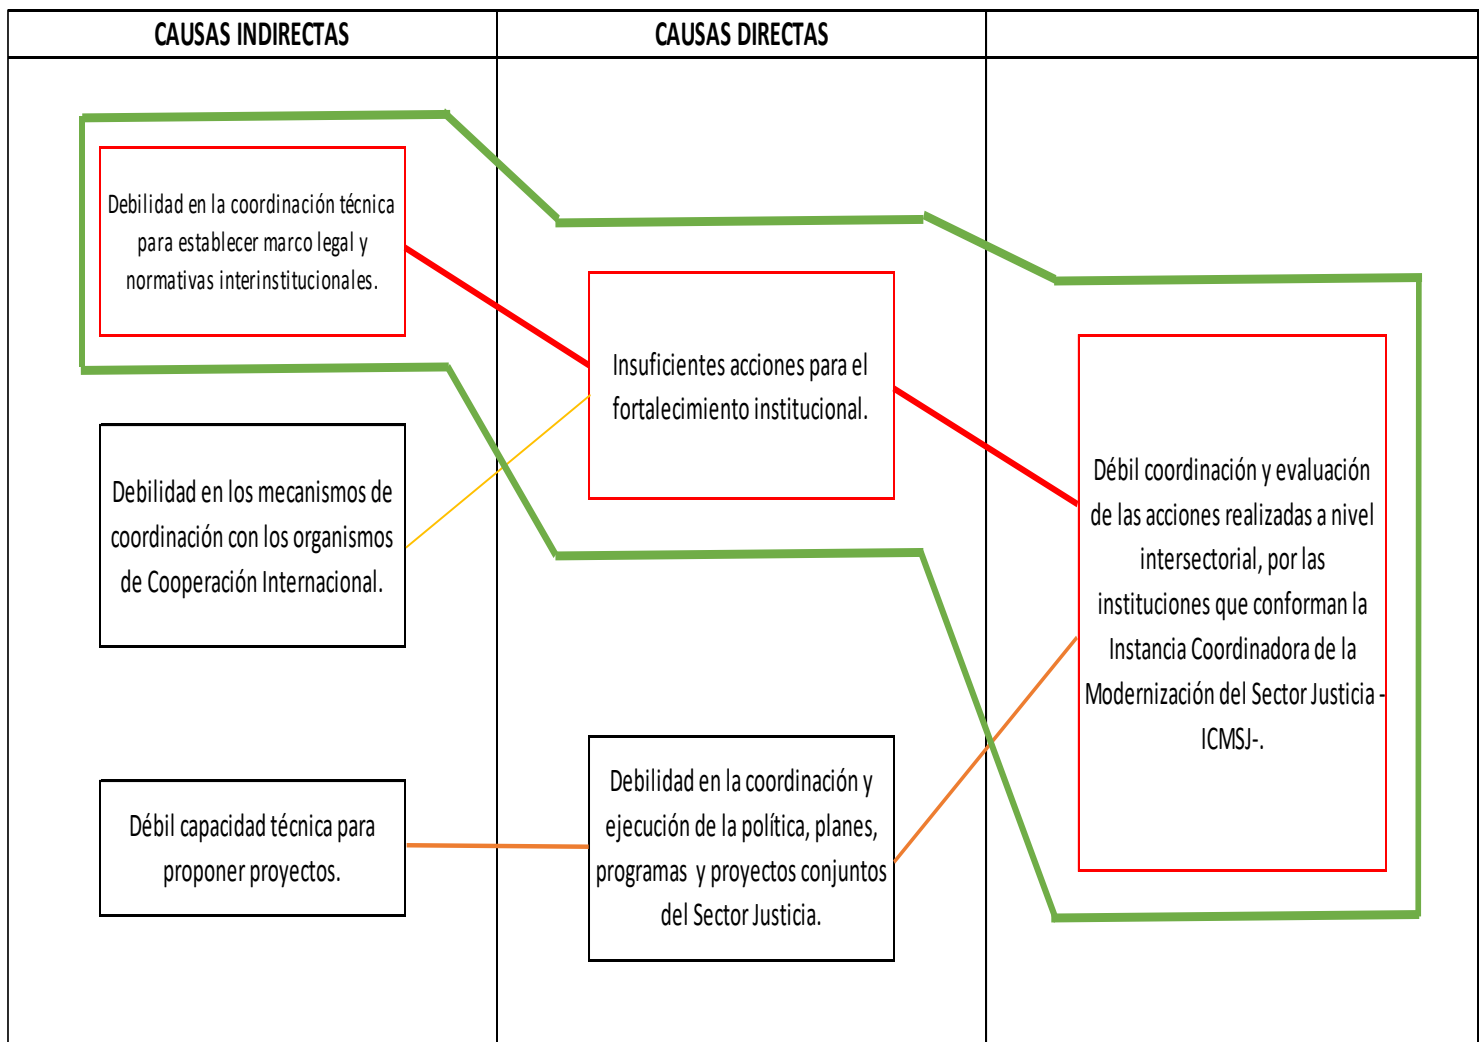 CAUSAS INDIRECTAS
CAUSAS DIRECTAS
Debilidad en la coordinación técnica
para establecer marco legal y
normativas interinstitucionales.
Debilidad en los mecanismos de
coordinación con los organismos
de Cooperación Internacional.
Débil capacidad técnica para
proponer proyectos.
Insuficientes acciones para el
fortalecimiento institucional.
Debilidad en la coordinación y
ejecución de la política, planes,
programas y proyectos conjuntos
del Sector Justicia.
Débil coordinación y evaluación
de las acciones realizadas a nivel
intersectorial, por las
instituciones que conforman la
Instancia Coordinadora de la
Modernización del Sector Justicia -
ICMSJ-.